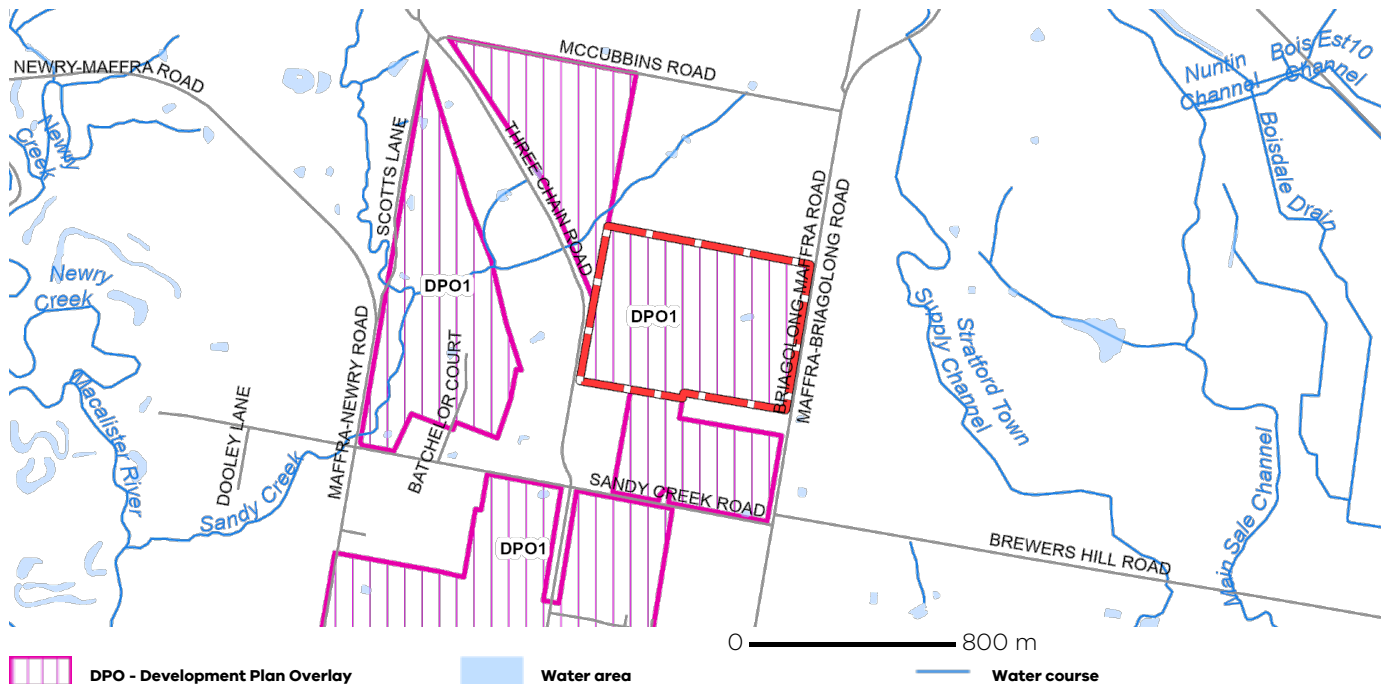 MCCUBBINS ROAD
NEWRY-MAFFRA ROAD
Nuntin
Channel
Bois Est10
Channel
Newry
Creek
SCOTTS LANE
THREE CHAIN ROAD
Boisdale Drain
BRIAGOLONG-MAFFRA ROAD
MAFFRA-BRIAGOLONG ROAD
Newry
Creek
DPO1
DPO1
Stratford Town
Supply Channel
MAFFRA-NEWRY ROAD
BATCHELOR COURT
Macalister River
DOOLEY LANE
Sandy Creek
SANDY CREEK ROAD
Main Sale Channel
DPO1
BREWERS HILL ROAD
0 800 m
DPO - Development Plan Overlay
Water area
Water course